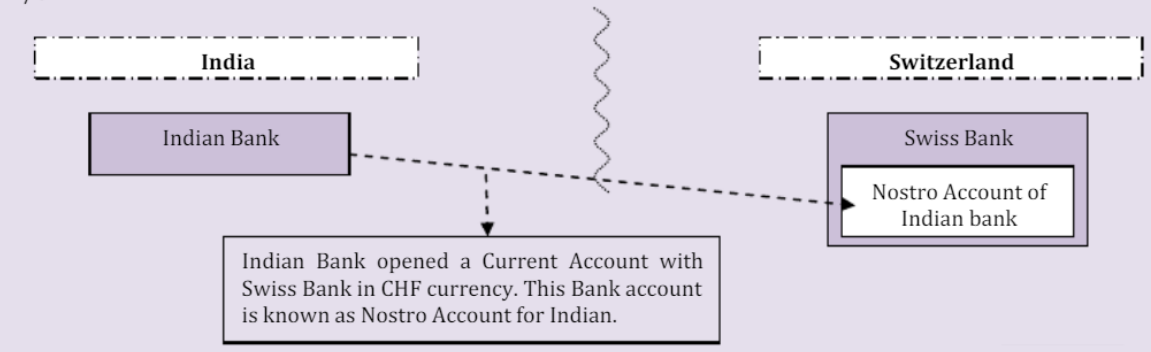 India
Switzerland
Indian Bank
Swiss Bank
Nostro Account of
Indian bank
Indian Bank opened a Current Account with
Swiss Bank in CHF currency. This Bank account
is known as Nostro Account for Indian.